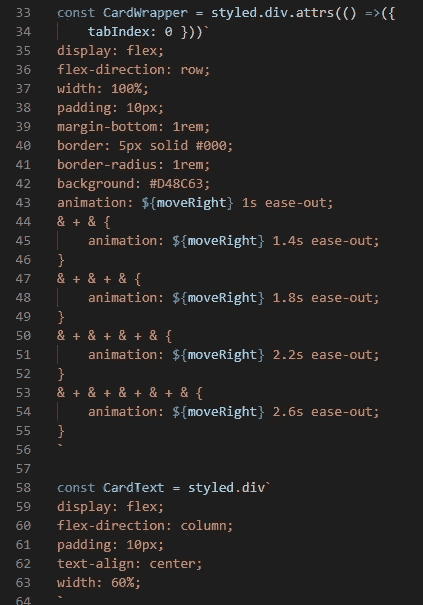 33 const CardWrapper = styled.div.attrs(() =>({
34     tabIndex: 0 }))`
35 display: flex;
36 flex-direction: row;
37 width: 100%;
38 padding: 10px;
39 margin-bottom: 1rem;
40 border: 5px solid #000;
41 border-radius: 1rem;
42 background: #D48C63;
43 animation: ${moveRight} 1s ease-out;
44 & + & {
45     animation: ${moveRight} 1.4s ease-out;
46 }
47 & + & + & {
48     animation: ${moveRight} 1.8s ease-out;
49 }
50 & + & + & + & {
51     animation: ${moveRight} 2.2s ease-out;
52 }
53 & + & + & + & + & {
54     animation: ${moveRight} 2.6s ease-out;
55 }
56 `
57
58 const CardText = styled.div`
59 display: flex;
60 flex-direction: column;
61 padding: 10px;
62 text-align: center;
63 width: 60%;
64 `